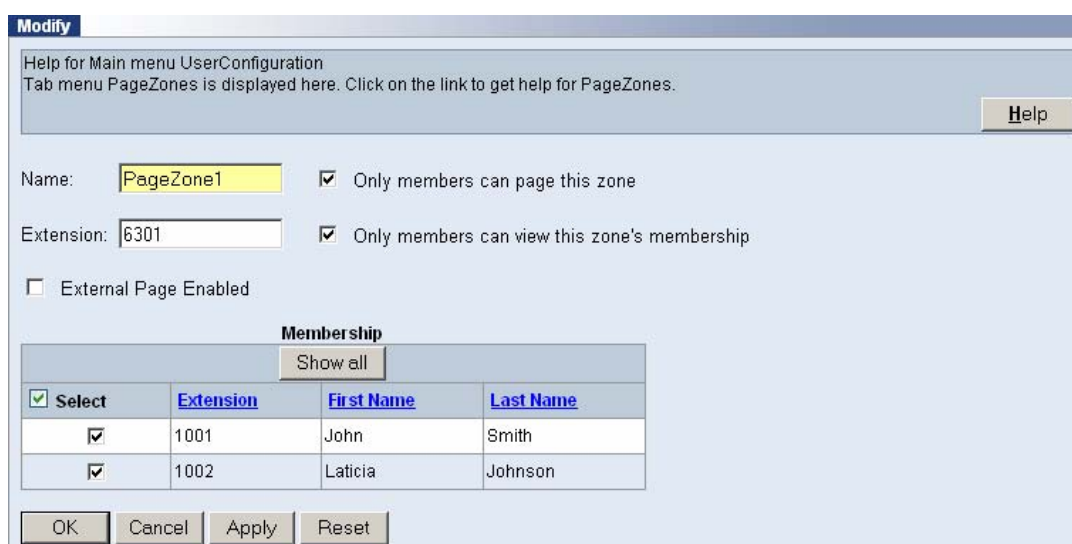 Modify
Help for Main menu UserConfiguration
Tab menu PageZones is displayed here. Click on the link to get help for PageZones.
Help
Name: PageZone1 Only members can page this zone
Extension: 6301 Only members can view this zone's membership
External Page Enabled
Membership
Show all
Select Extension First Name Last Name
1001 John Smith
1002 Laticia Johnson
OK Cancel Apply Reset